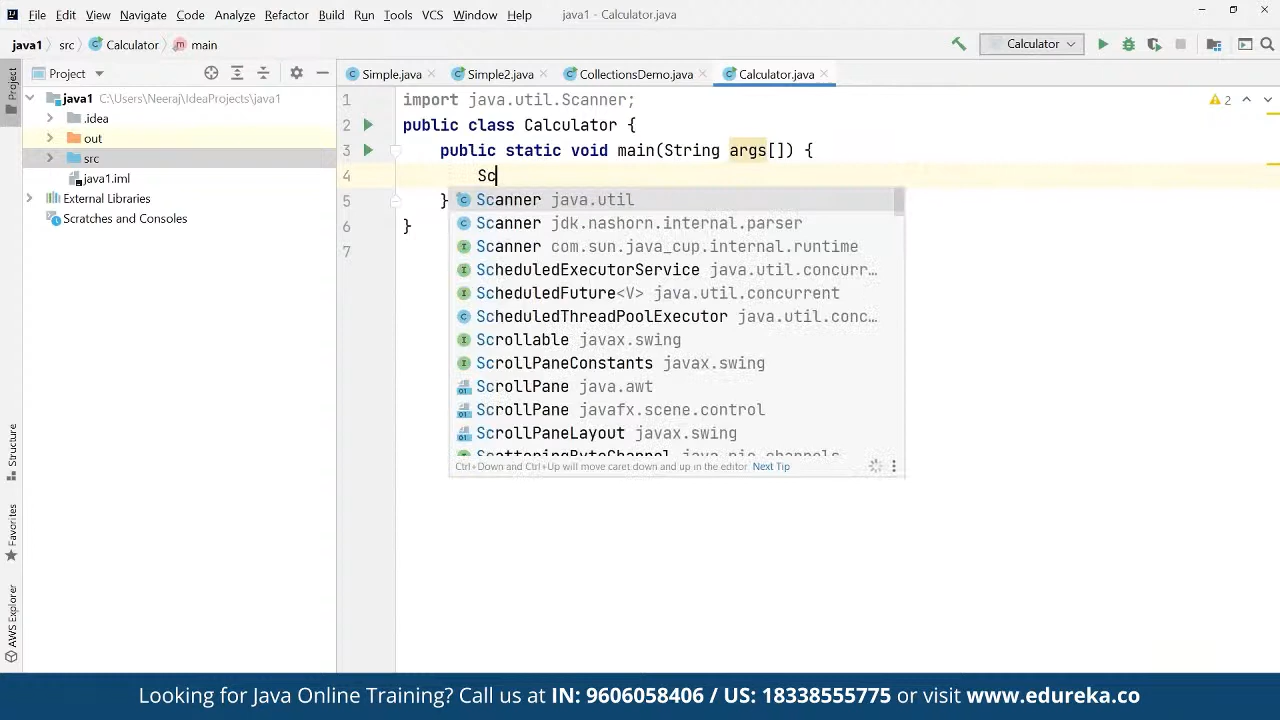 File Edit View Navigate Code Analyze Refactor Build Run Tools VCS Window Help java1 - Calculator.java
java1 src Calculator main Calculator
Project
Project
java1 C:\Users\Neeraj\IdeaProjects\java1
.idea
out
src
java1.iml
External Libraries
Scratches and Consoles
Structure
Favorites
AWS Explorer
Simple.java Simple2.java CollectionsDemo.java Calculator.java
2
1 import java.util.Scanner;
2 public class Calculator {
3 public static void main(String args[]) {
4 Sc
5 }
6 }
7
Scanner java.util
Scanner jdk.nashorn.internal.parser
Scanner com.sun.java_cup.internal.runtime
ScheduledExecutorService java.util.concurr…
ScheduledFuture<V> java.util.concurrent
ScheduledThreadPoolExecutor java.util.conc…
Scrollable javax.swing
ScrollPaneConstants javax.swing
ScrollPane java.awt
ScrollPane javafx.scene.control
ScrollPaneLayout javax.swing
ScatteringByteChannel java.nio.channels
Ctrl+Down and Ctrl+Up will move caret down and up in the editor Next Tip
Looking for Java Online Training? Call us at IN: 9606058406 / US: 18338555775 or visit www.edureka.co